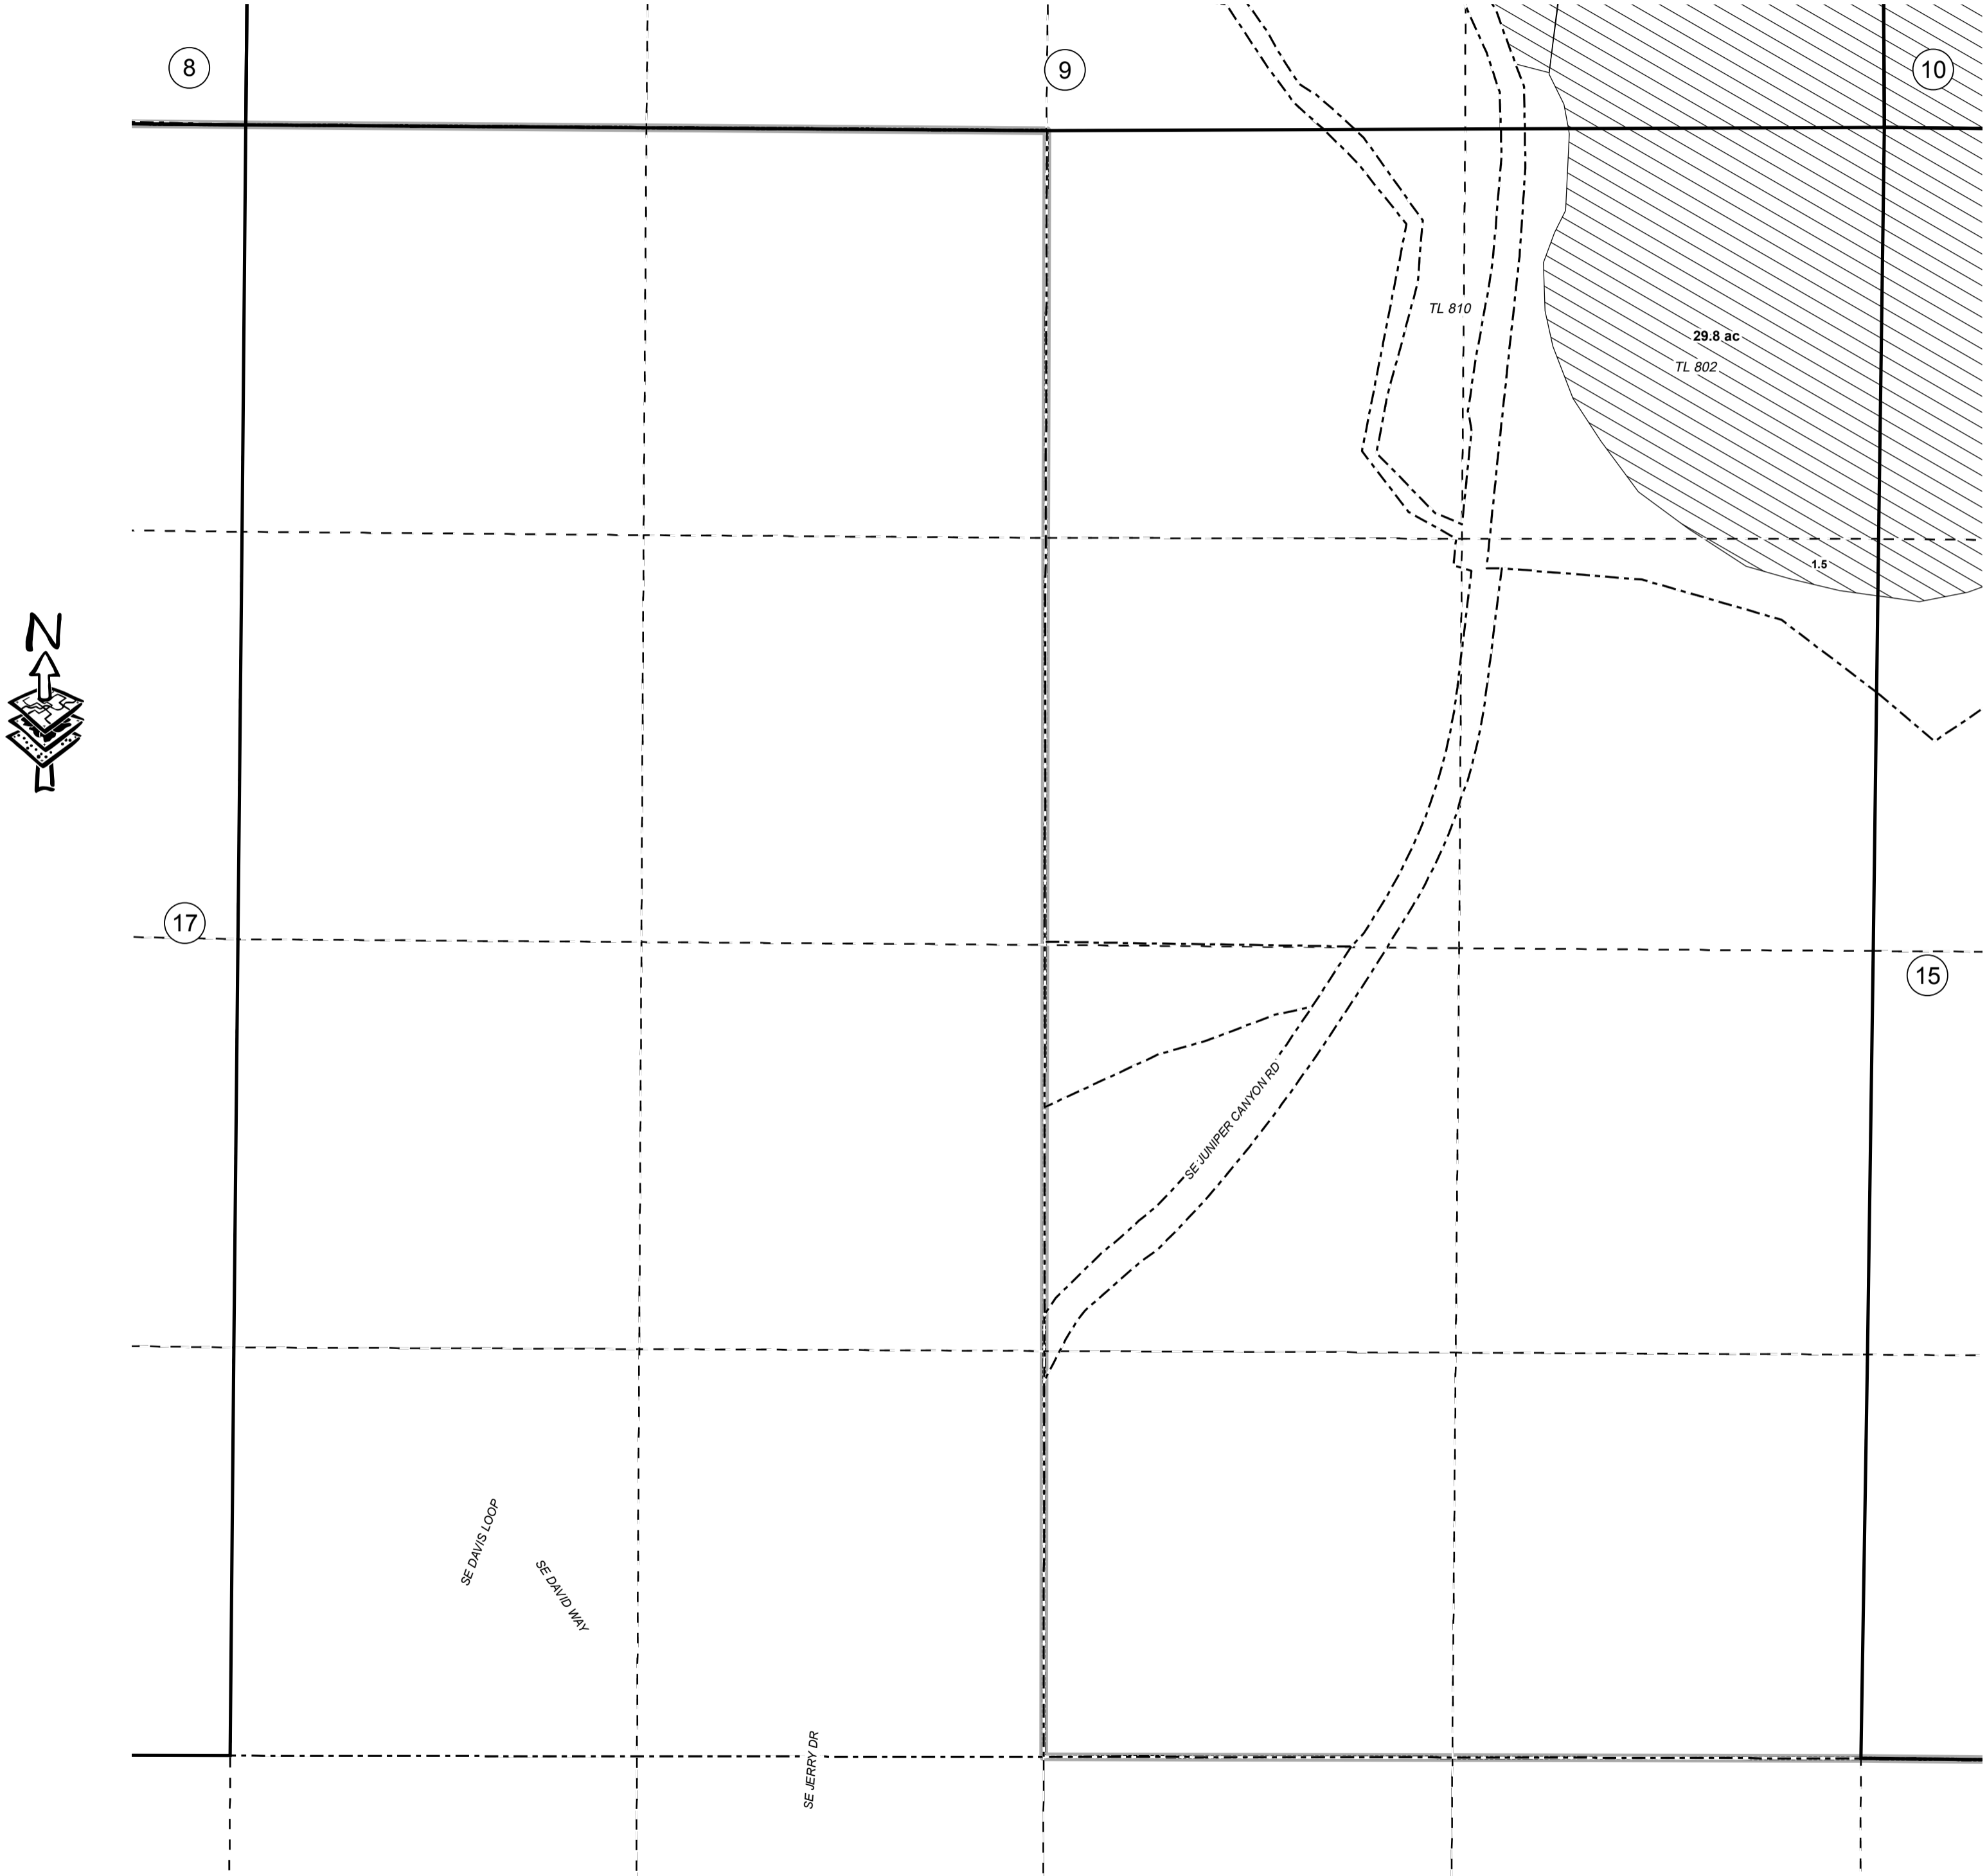 8
9
10
TL 810
29.8 ac
TL 802
1.5
N
17
15
SE JUNIPER CANYON RD
SE DAVIS LOOP
SE DAVID WAY
SE JERRY DR